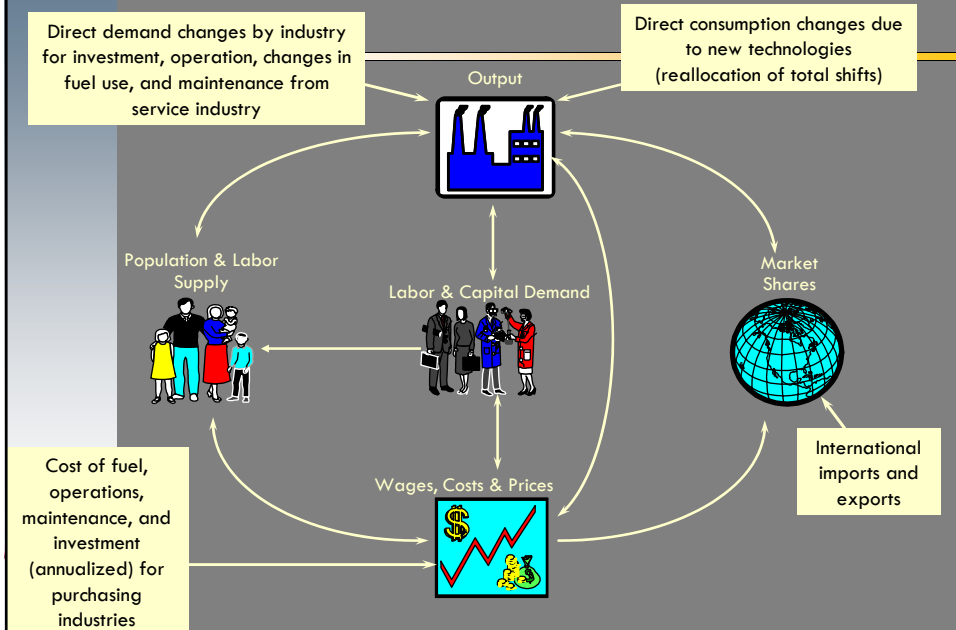 Direct demand changes by industry
for investment, operation, changes in
fuel use, and maintenance from
service industry
Direct consumption changes due
to new technologies
(reallocation of total shifts)
Output
Population & Labor
Supply
Labor & Capital Demand
Market
Shares
International
imports and
exports
Cost of fuel,
operations,
maintenance, and
investment
(annualized) for
purchasing
industries
Wages, Costs & Prices
$
$